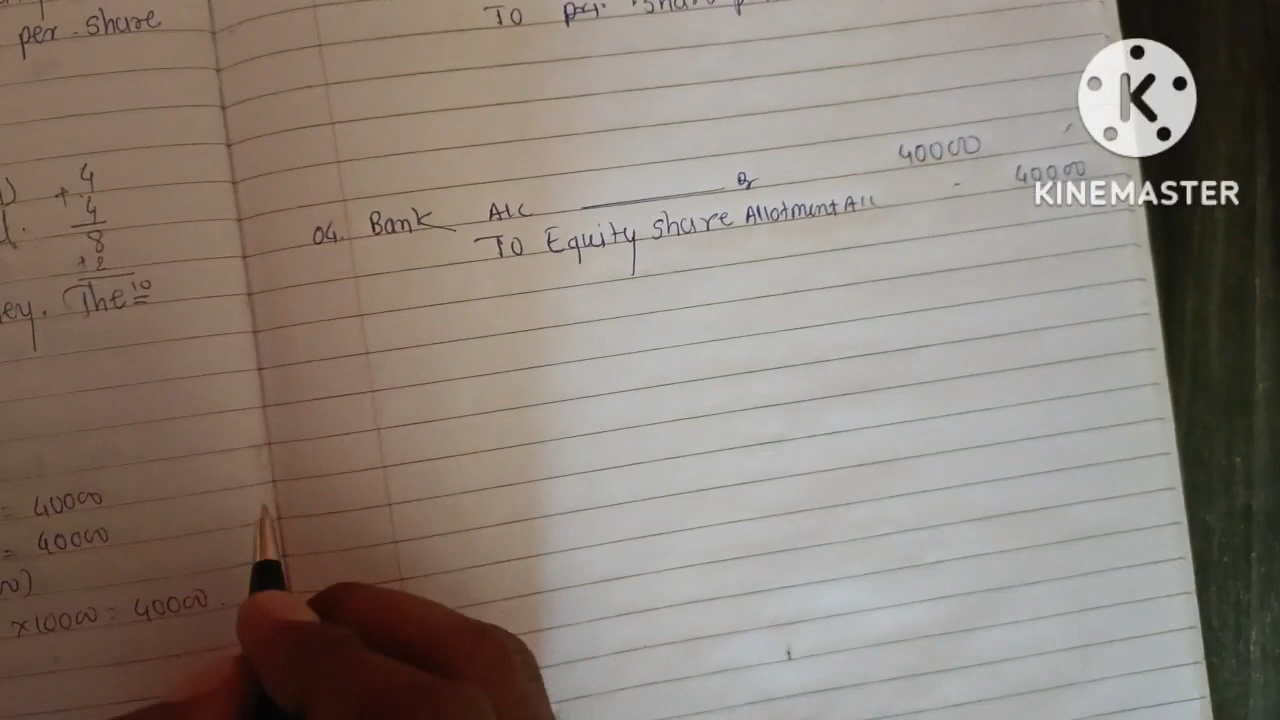 per share
To
+ 4
4
8
+ 2
10
ey. The
= 40000
= 40000
x10000 = 40000.
40000
04. Bank A/c Dr
40000
To Equity share Allotment A/c
KINEMASTER